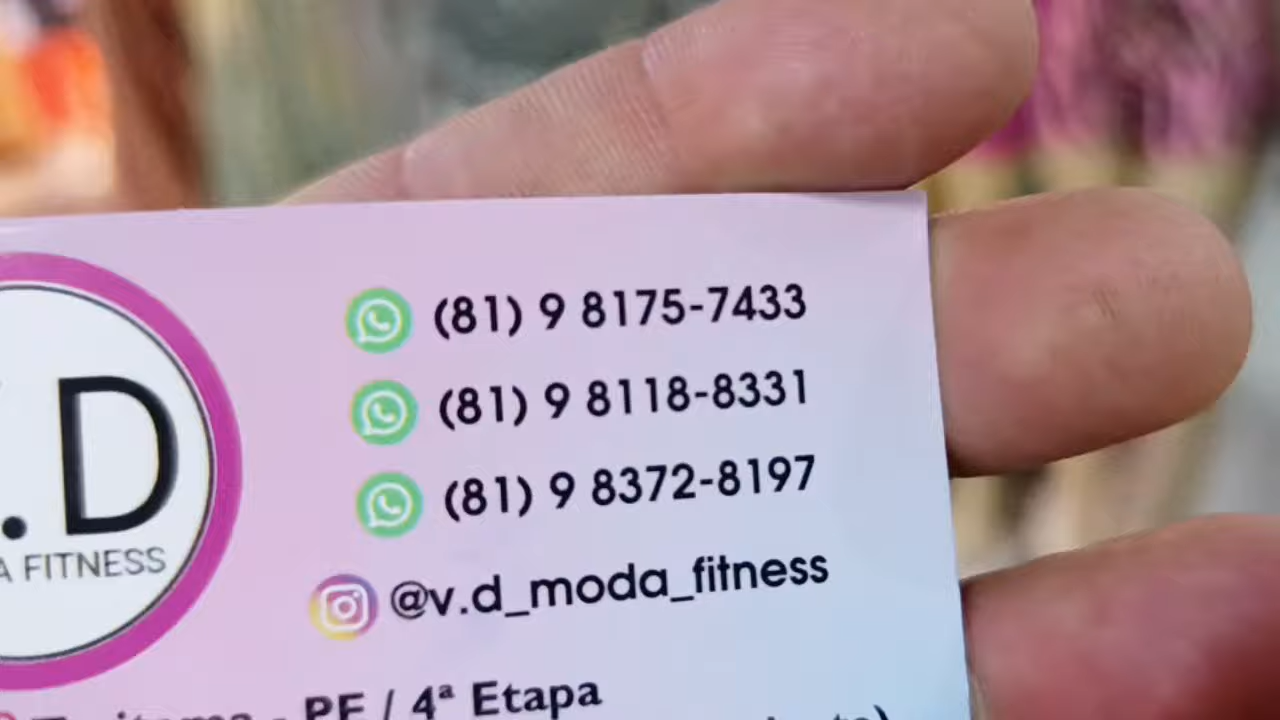 (81) 9 8175-7433
(81) 9 8118-8331
(81) 9 8372-8197
@v.d_moda_fitness
.D
A FITNESS
- PE / 4ª Etapa